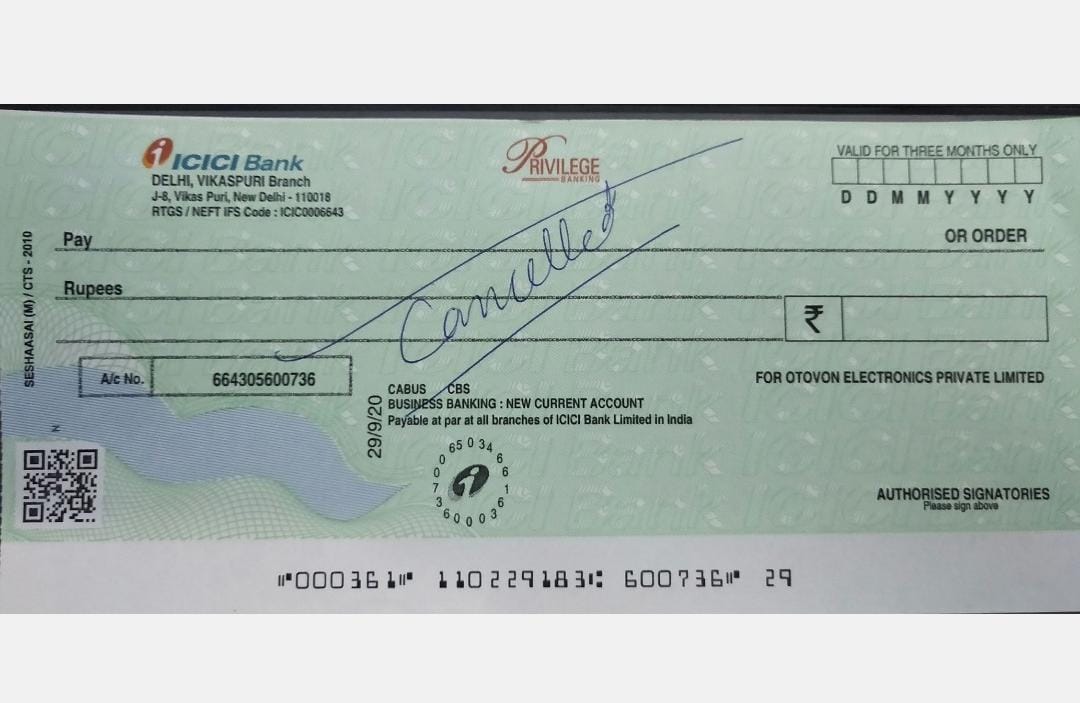 ICICI Bank
DELHI, VIKASPURI Branch
J-8, Vikas Puri, New Delhi - 110018
RTGS / NEFT IFS Code : ICIC0006643
PRIVILEGE
BANKING
VALID FOR THREE MONTHS ONLY
D D M M Y Y Y Y
Pay
OR ORDER
Rupees
Cancelled
₹
SESHAASAI (M) / CTS - 2010
A/c No. 664305600736
FOR OTOVON ELECTRONICS PRIVATE LIMITED
CABUS CBS
BUSINESS BANKING : NEW CURRENT ACCOUNT
Payable at par at all branches of ICICI Bank Limited in India
29/9/20
N
065034661630006370
AUTHORISED SIGNATORIES
Please sign above
⑈000361⑈ 110229183⑆ 600736⑈ 29